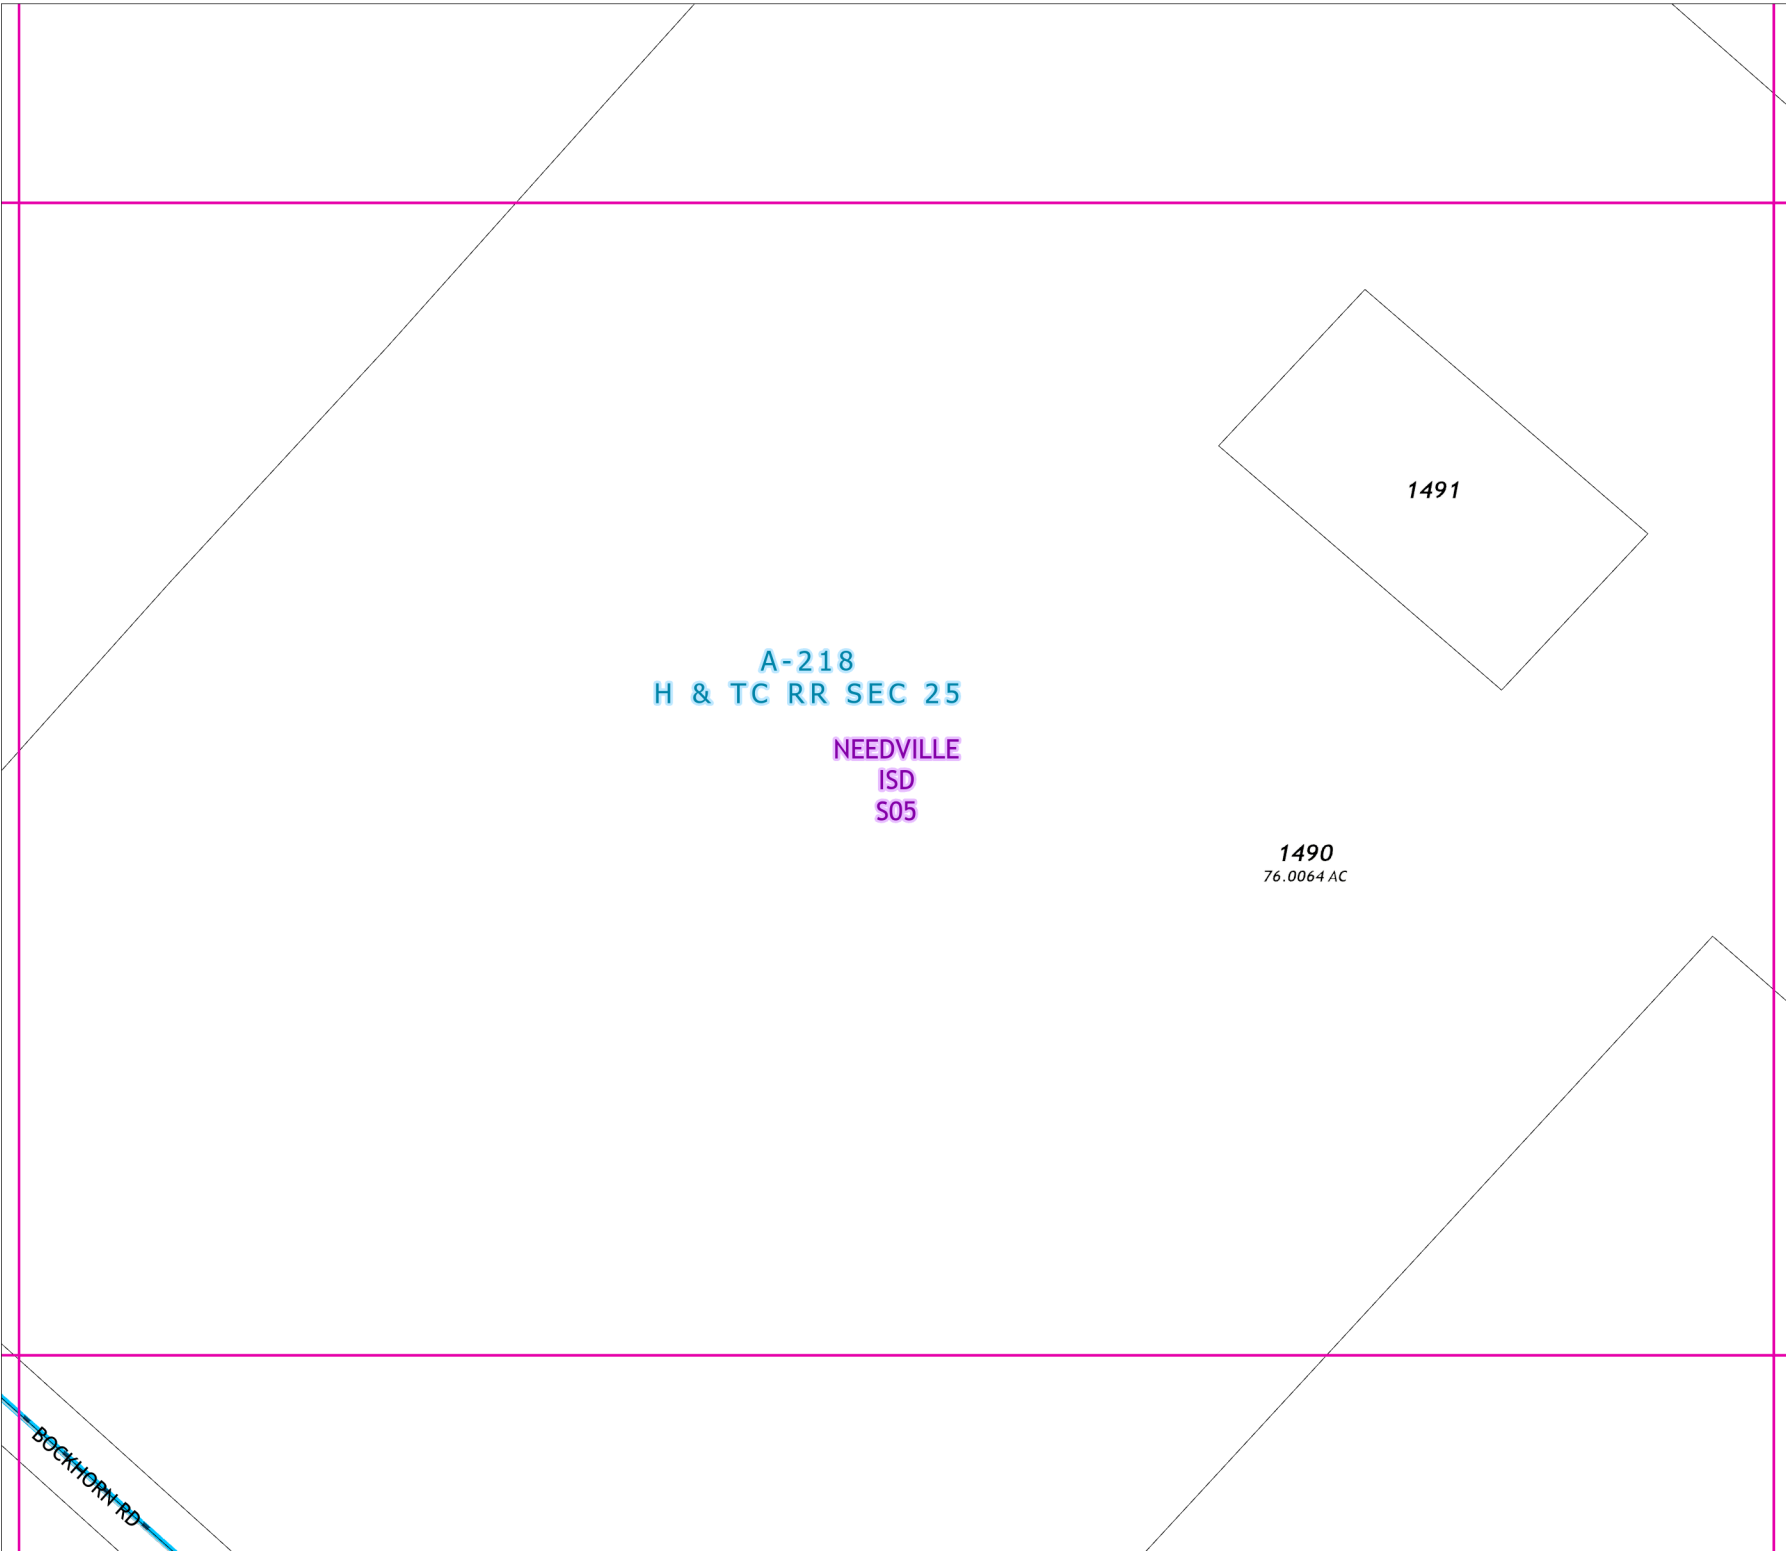 1491
A-218
H & TC RR SEC 25
NEEDVILLE
ISD
S05
1490
76.0064 AC
BOCKHORN RD